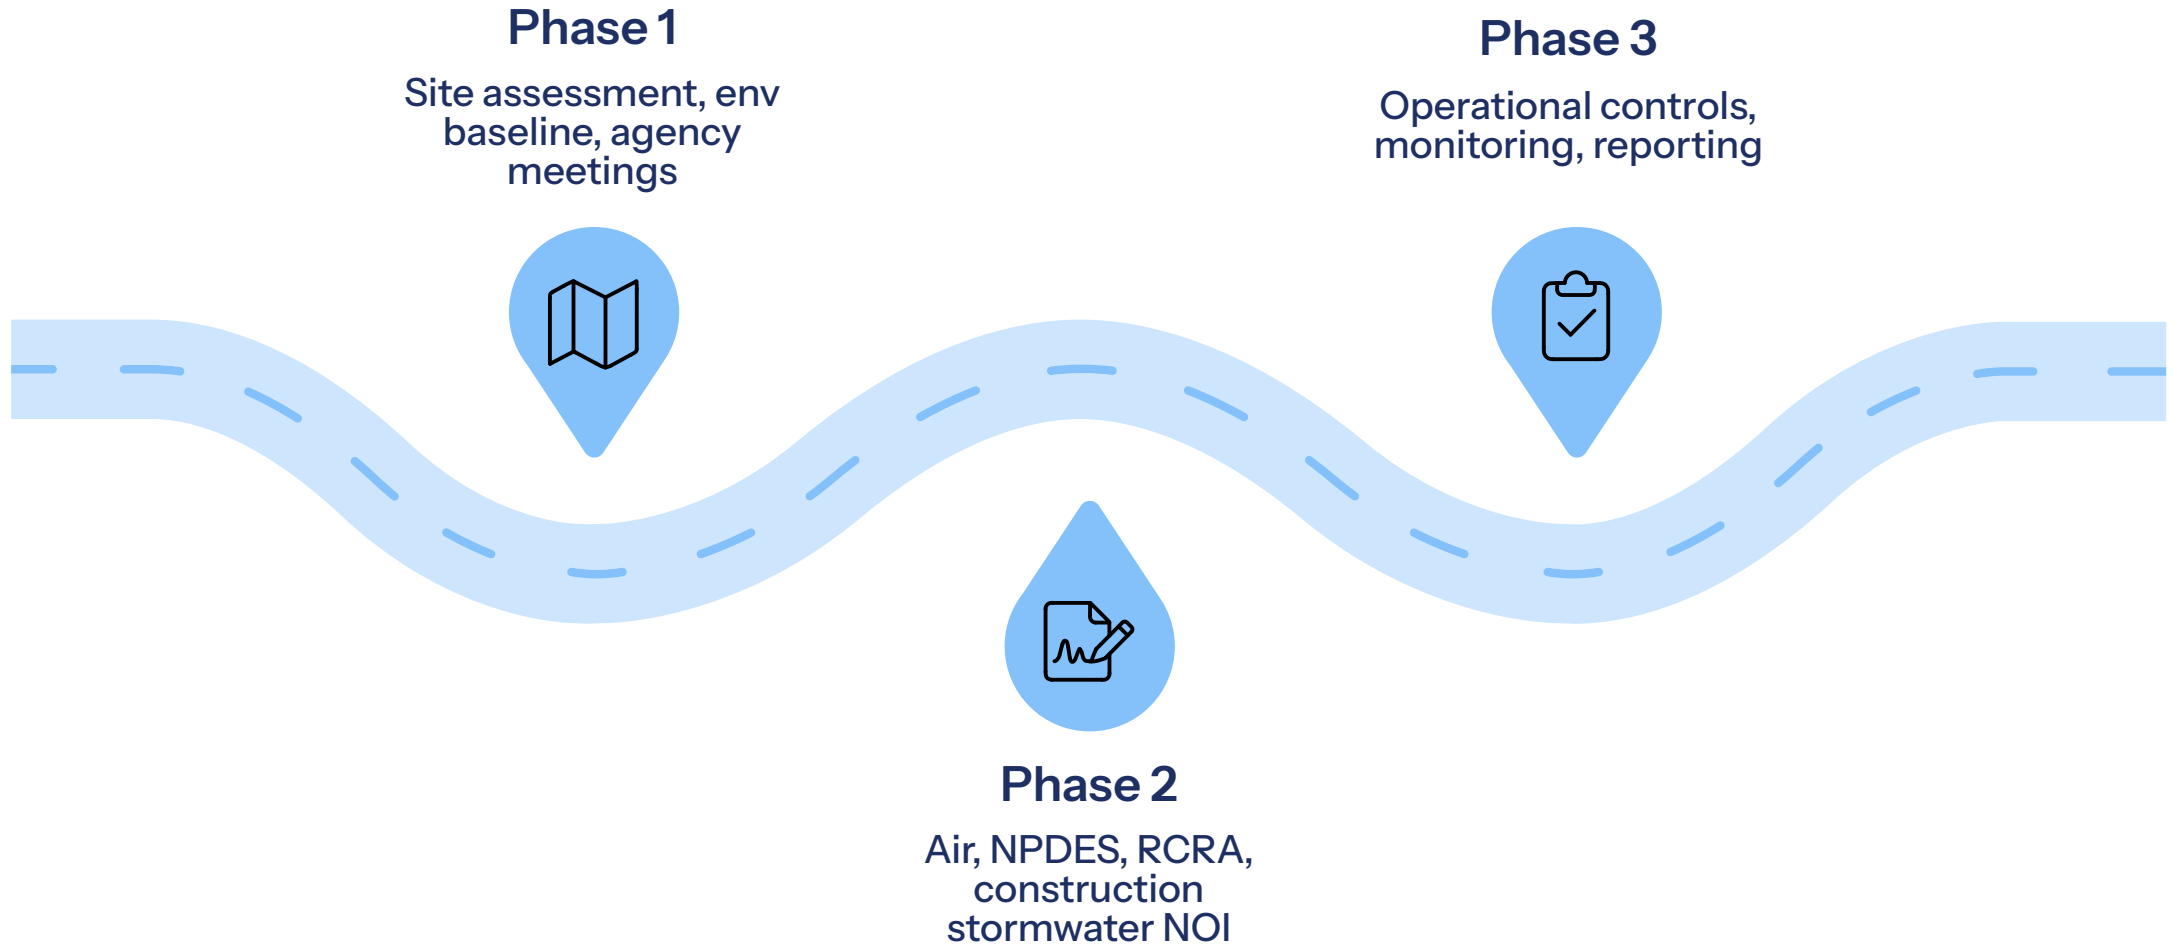 Phase 1
Site assessment, env
baseline, agency
meetings
Phase 2
Air, NPDES, RCRA,
construction
stormwater NOI
Phase 3
Operational controls,
monitoring, reporting